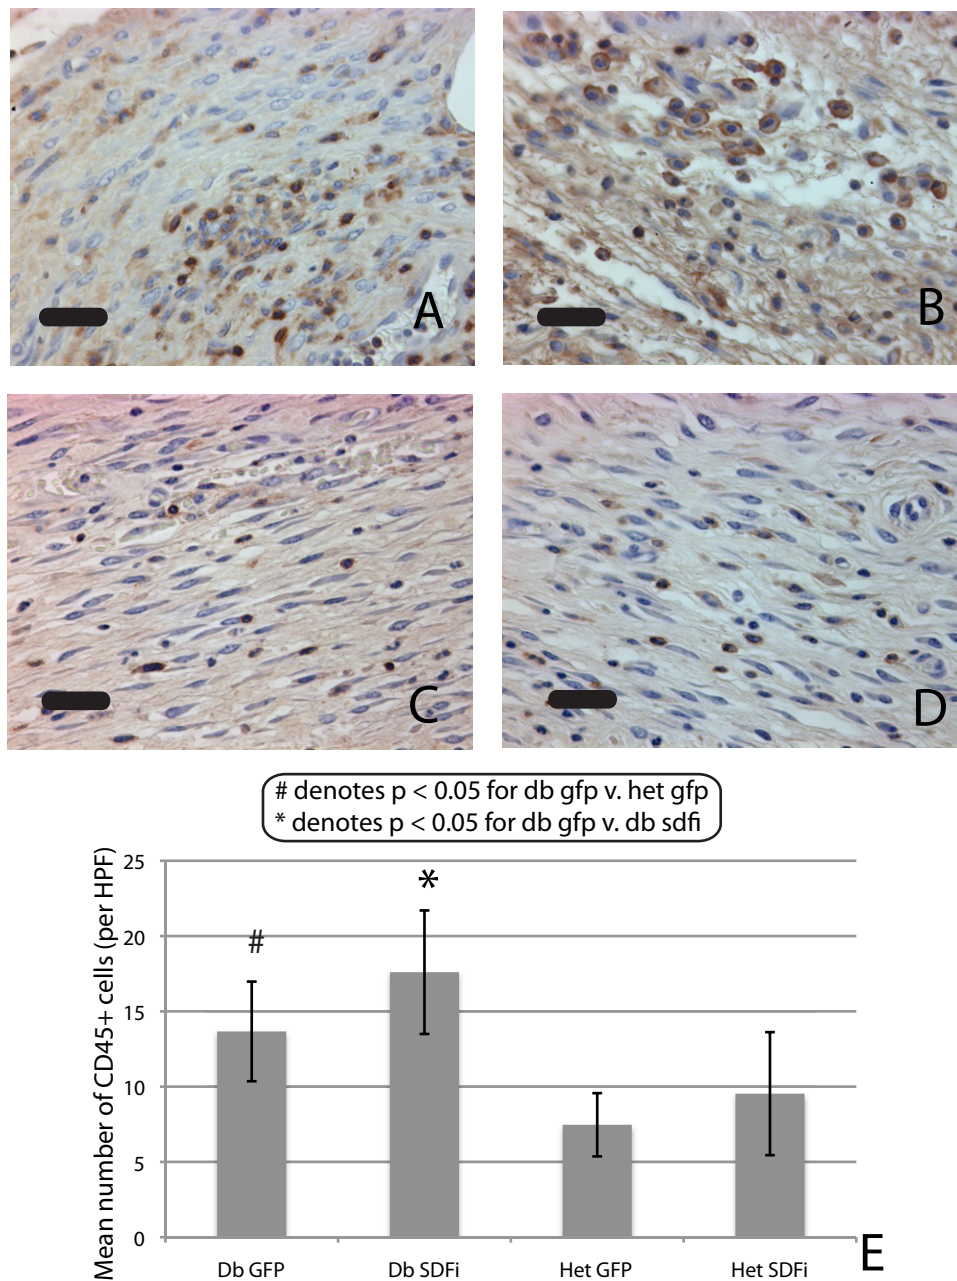 A
B
C
D
# denotes p < 0.05 for db gfp v. het gfp
* denotes p < 0.05 for db gfp v. db sdfi
Mean number of CD45+ cells (per HPF)
25
20
15
10
5
0
#
*
Db GFP
Db SDFi
Het GFP
Het SDFi
E